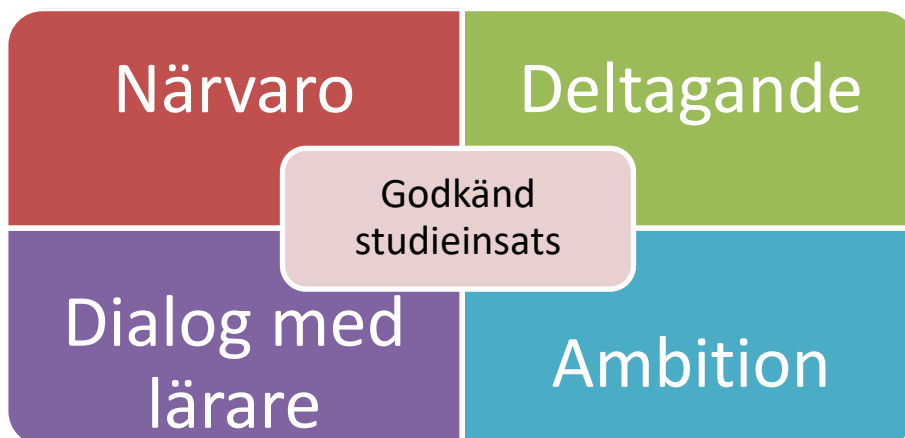 Närvaro
Deltagande
Godkänd
studieinsats
Dialog med
lärare
Ambition